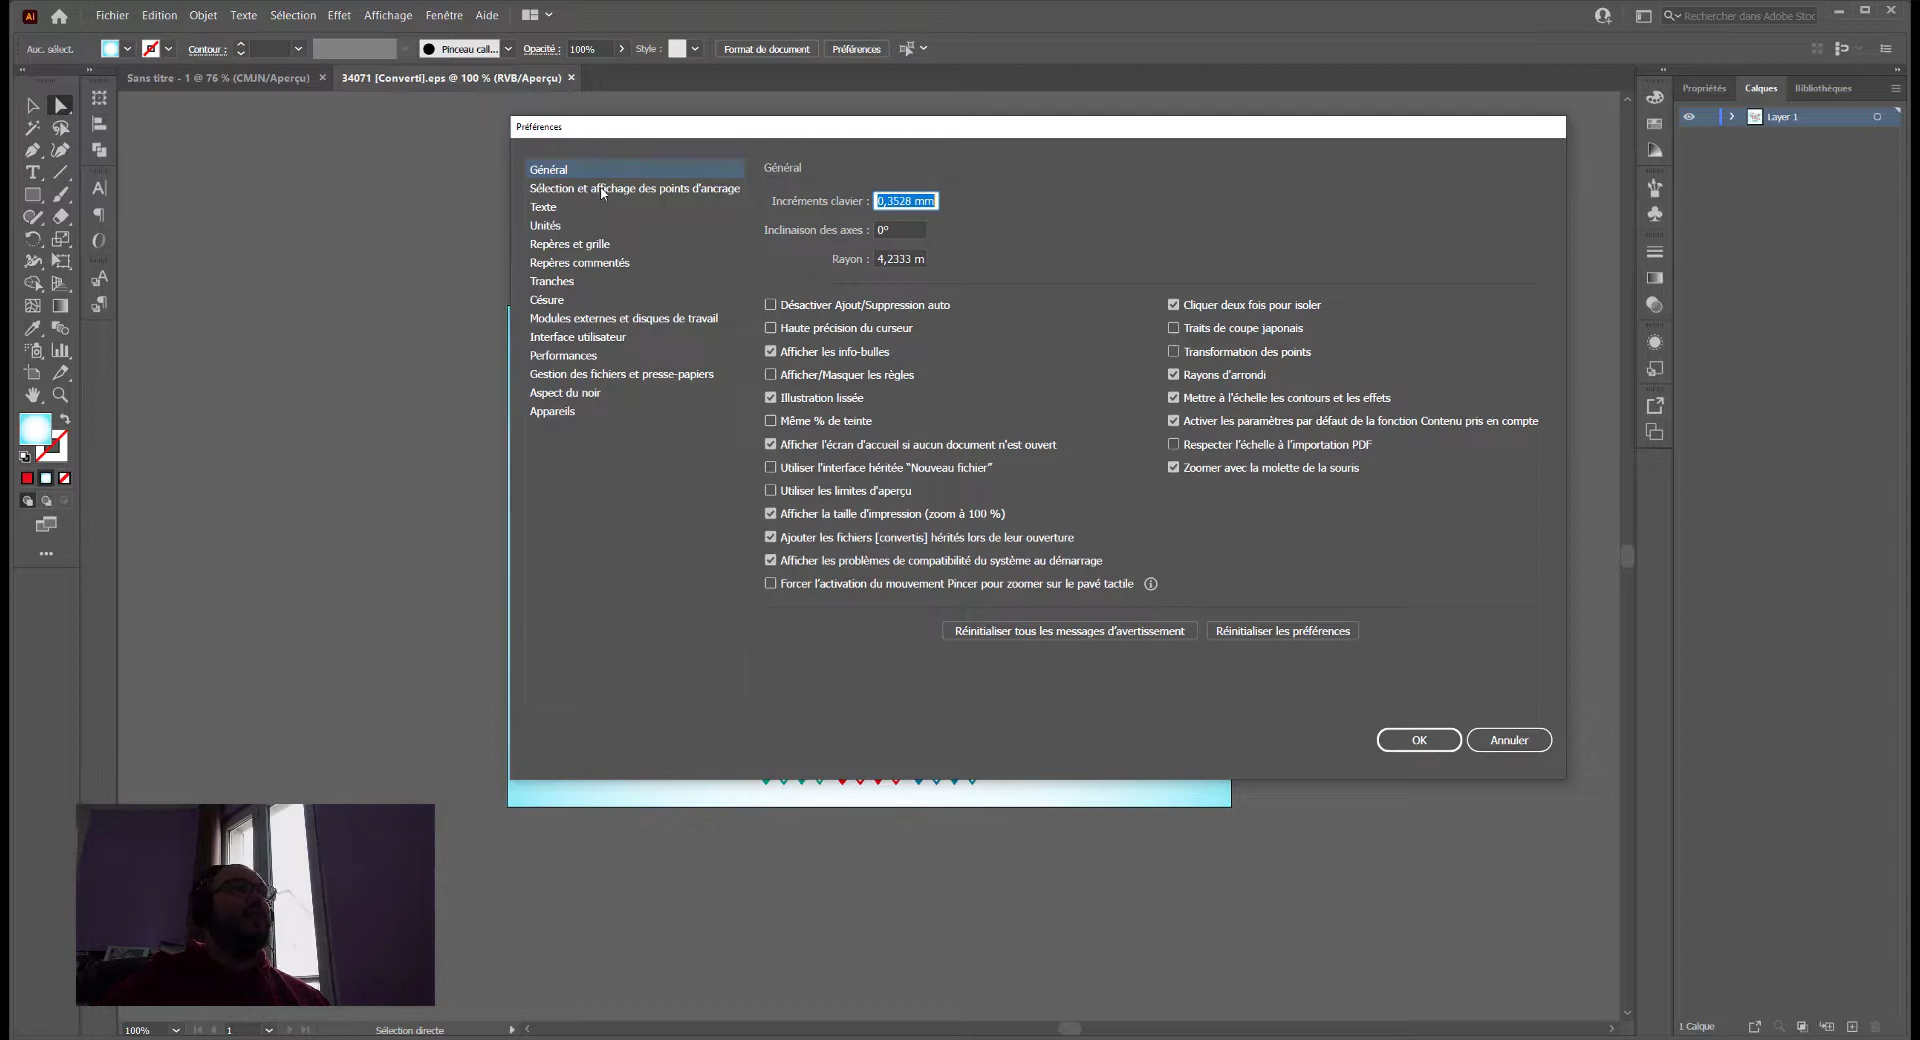 Ai Fichier Edition Objet Texte Sélection Effet Affichage Fenêtre Aide Rechercher dans Adobe Stoc
Auc. sélect. Contour : Pinceau call... Opacité : 100% Style : Format de document Préférences
Sans titre - 1 @ 76 % (CMJN/Aperçu) 34071 [Converti].eps @ 100 % (RVB/Aperçu)
Propriétés Calques Bibliothèques
Layer 1
Préférences
Général
Sélection et affichage des points d'ancrage
Texte
Unités
Repères et grille
Repères commentés
Tranches
Césure
Modules externes et disques de travail
Interface utilisateur
Performances
Gestion des fichiers et presse-papiers
Aspect du noir
Appareils
Général
Incréments clavier : 0,3528 mm
Inclinaison des axes : 0°
Rayon : 4,2333 m
Désactiver Ajout/Suppression auto
Haute précision du curseur
Afficher les info-bulles
Afficher/Masquer les règles
Illustration lissée
Même % de teinte
Afficher l'écran d'accueil si aucun document n'est ouvert
Utiliser l'interface héritée “Nouveau fichier”
Utiliser les limites d'aperçu
Afficher la taille d'impression (zoom à 100 %)
Ajouter les fichiers [convertis] hérités lors de leur ouverture
Afficher les problèmes de compatibilité du système au démarrage
Forcer l’activation du mouvement Pincer pour zoomer sur le pavé tactile
Cliquer deux fois pour isoler
Traits de coupe japonais
Transformation des points
Rayons d'arrondi
Mettre à l'échelle les contours et les effets
Activer les paramètres par défaut de la fonction Contenu pris en compte
Respecter l’échelle à l’importation PDF
Zoomer avec la molette de la souris
Réinitialiser tous les messages d’avertissement Réinitialiser les préférences
OK Annuler
100% 1 Sélection directe
1 Calque